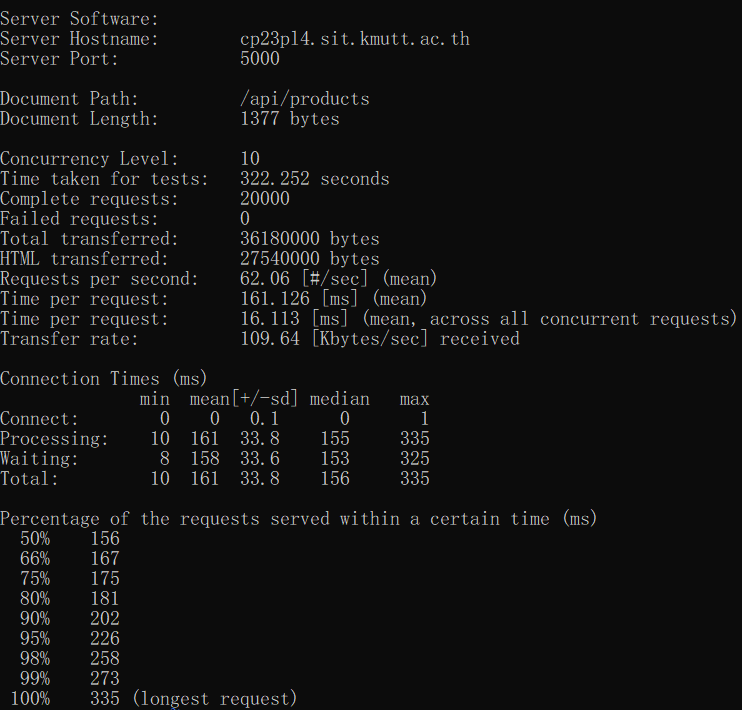 Server Software:
Server Hostname:        cp23pl4.sit.kmutt.ac.th
Server Port:            5000

Document Path:          /api/products
Document Length:        1377 bytes

Concurrency Level:      10
Time taken for tests:   322.252 seconds
Complete requests:      20000
Failed requests:        0
Total transferred:      36180000 bytes
HTML transferred:       27540000 bytes
Requests per second:    62.06 [#/sec] (mean)
Time per request:       161.126 [ms] (mean)
Time per request:       16.113 [ms] (mean, across all concurrent requests)
Transfer rate:          109.64 [Kbytes/sec] received

Connection Times (ms)
              min  mean[+/-sd] median   max
Connect:        0    0   0.1      0       1
Processing:    10  161  33.8    155     335
Waiting:        8  158  33.6    153     325
Total:         10  161  33.8    156     335

Percentage of the requests served within a certain time (ms)
  50%    156
  66%    167
  75%    175
  80%    181
  90%    202
  95%    226
  98%    258
  99%    273
 100%    335 (longest request)